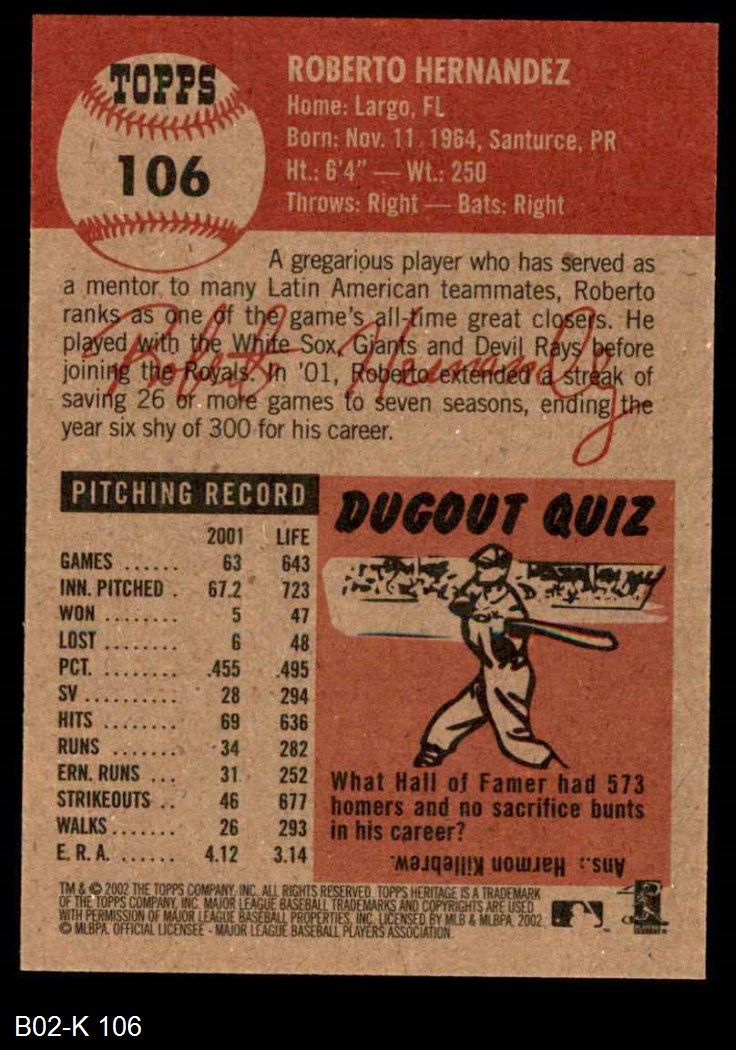 TOPPS
106
ROBERTO HERNANDEZ
Home: Largo, FL
Born: Nov. 11, 1964, Santurce, PR
Ht.: 6'4" — Wt.: 250
Throws: Right — Bats: Right
A gregarious player who has served as
a mentor to many Latin American teammates, Roberto
ranks as one of the game's all-time great closers. He
played with the White Sox, Giants and Devil Rays before
joining the Royals. In '01, Roberto extended a streak of
saving 26 or more games to seven seasons, ending the
year six shy of 300 for his career.
Roberto Hernandez
PITCHING RECORD
2001 LIFE
GAMES ...... 63 643
INN. PITCHED . 67.2 723
WON ........ 5 47
LOST ........ 6 48
PCT. ........ .455 .495
SV .......... 28 294
HITS ........ 69 636
RUNS ....... 34 282
ERN. RUNS ... 31 252
STRIKEOUTS .. 46 677
WALKS....... 26 293
E. R. A. ...... 4.12 3.14
DUGOUT QUIZ
What Hall of Famer had 573
homers and no sacrifice bunts
in his career?
Ans.: Harmon Killebrew.
TM & © 2002 THE TOPPS COMPANY, INC. ALL RIGHTS RESERVED. TOPPS HERITAGE IS A TRADEMARK
OF THE TOPPS COMPANY, INC. MAJOR LEAGUE BASEBALL TRADEMARKS AND COPYRIGHTS ARE USED
WITH PERMISSION OF MAJOR LEAGUE BASEBALL PROPERTIES, INC. LICENSED BY MLB & MLBPA, 2002.
© MLBPA. OFFICIAL LICENSEE - MAJOR LEAGUE BASEBALL PLAYERS ASSOCIATION
B02-K 106